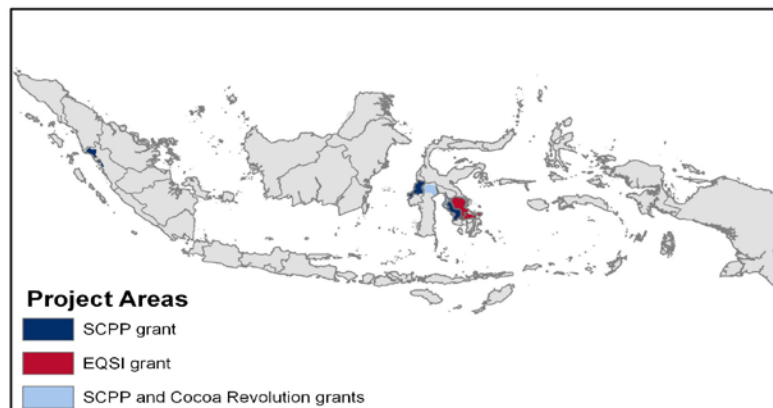 Project Areas
SCPP grant
EQSI grant
SCPP and Cocoa Revolution grants